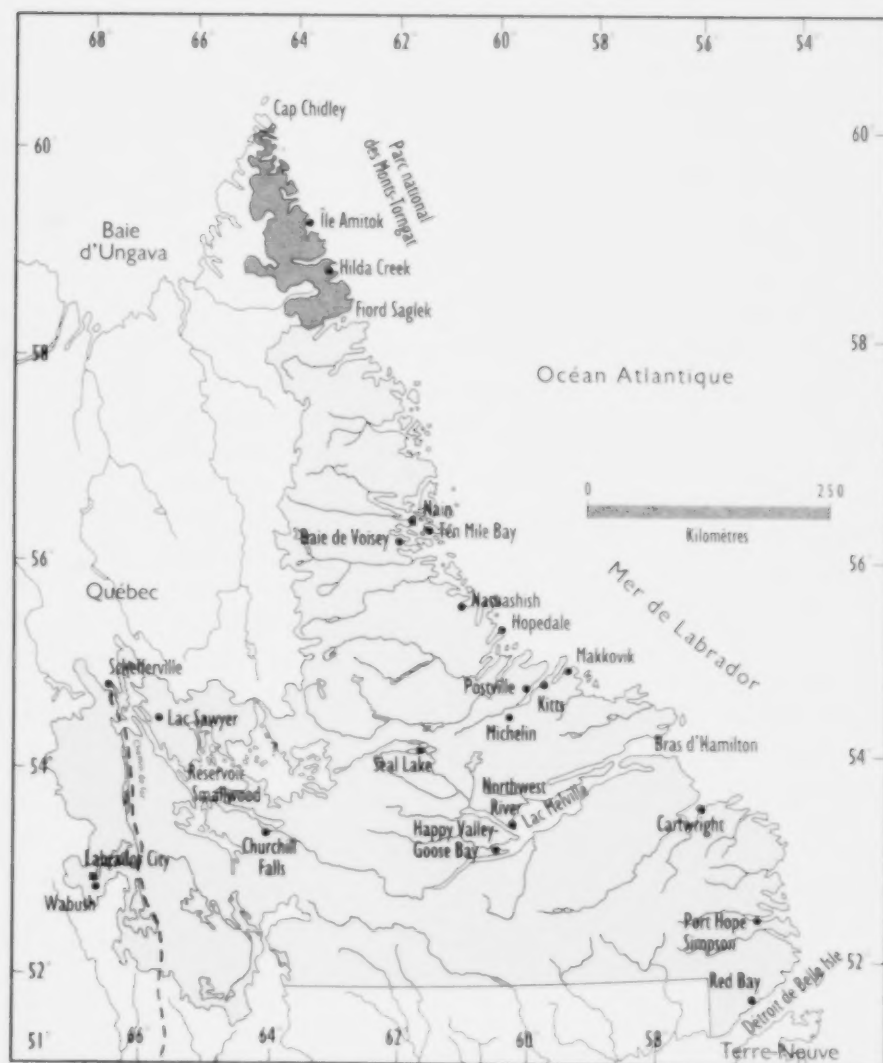 68° 66° 64° 62° 60° 58° 56° 54°
Cap Chidley
60° 60°
Parc national
des Monts-Torngat
Île Amitok
Baie
d'Ungava
Hilda Creek
Fiord Saglek
58° 58°
Océan Atlantique
0 250
Kilomètres
Nain
Baie de Voisey
Ten Mile Bay
56° 56°
Mer de Labrador
Québec
Natuashish
Hopedale
Makkovik
Schefferville
Postville
Kitts
Lac Sawyer
Michelin
Bras d'Hamilton
54° 54°
Seal Lake
Réservoir
Smallwood
Northwest
River
Lac Melville
Happy Valley-
Goose Bay
Cartwright
Churchill
Falls
Labrador City
Wabush
Port Hope
Simpson
52° 52°
Red Bay
Détroit de Belle Isle
51° 66° 64° 62° 60° 58° 51°
Terre-Neuve